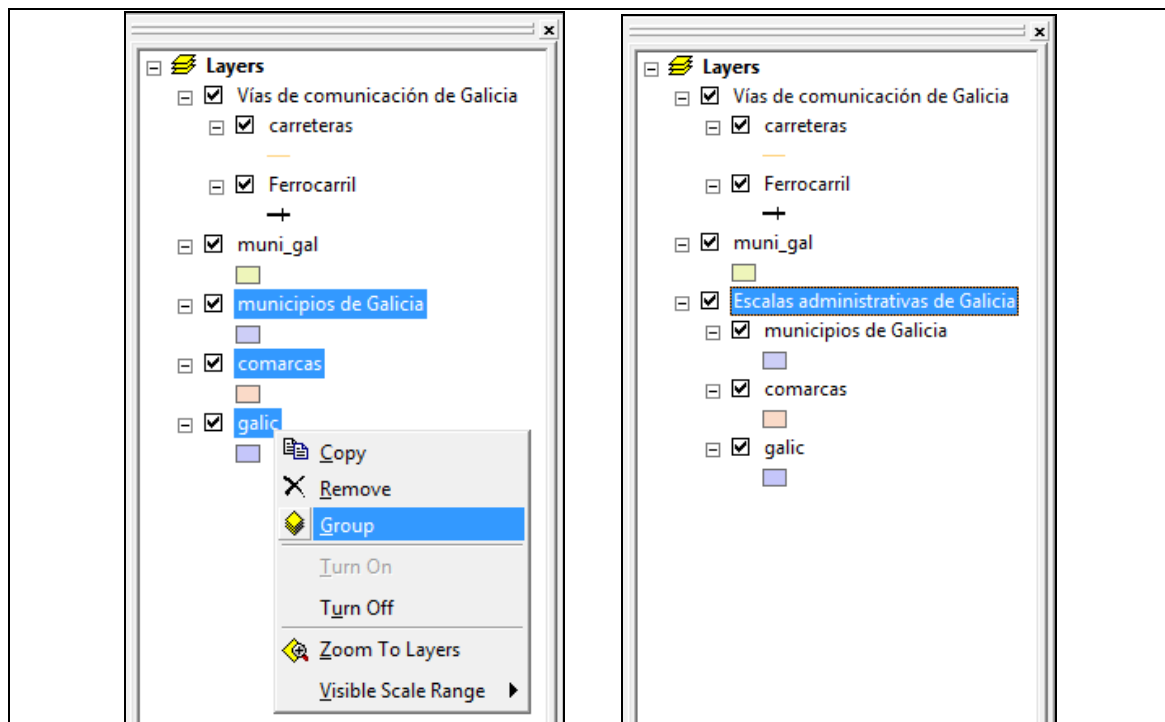 Layers
Vías de comunicación de Galicia
carreteras
Ferrocarril
muni_gal
municipios de Galicia
comarcas
galic
Copy
Remove
Group
Turn On
Turn Off
Zoom To Layers
Visible Scale Range
Layers
Vías de comunicación de Galicia
carreteras
Ferrocarril
muni_gal
Escalas administrativas de Galicia
municipios de Galicia
comarcas
galic